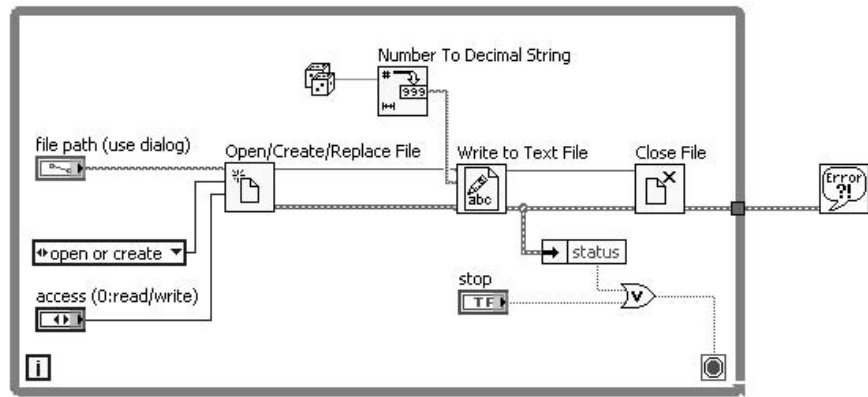 Number To Decimal String
#
999
file path (use dialog)
Open/Create/Replace File
Write to Text File
Close File
abc
Error
?!
open or create
status
access (0:read/write)
stop
TF
V
i